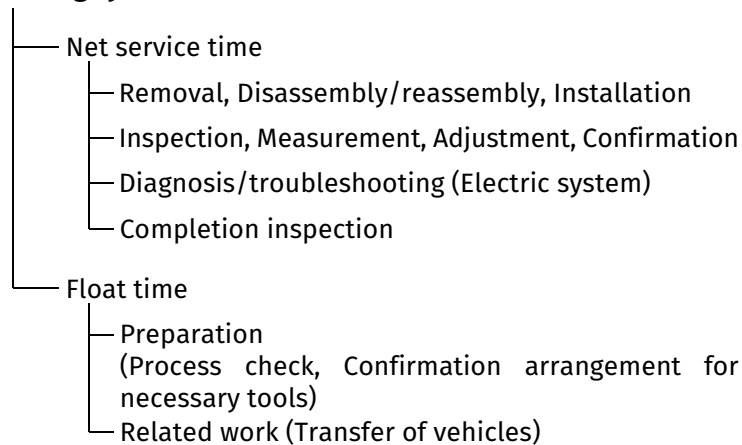 Net service time
Removal, Disassembly/reassembly, Installation
Inspection, Measurement, Adjustment, Confirmation
Diagnosis/troubleshooting (Electric system)
Completion inspection
Float time
Preparation
(Process check, Confirmation arrangement for
necessary tools)
Related work (Transfer of vehicles)